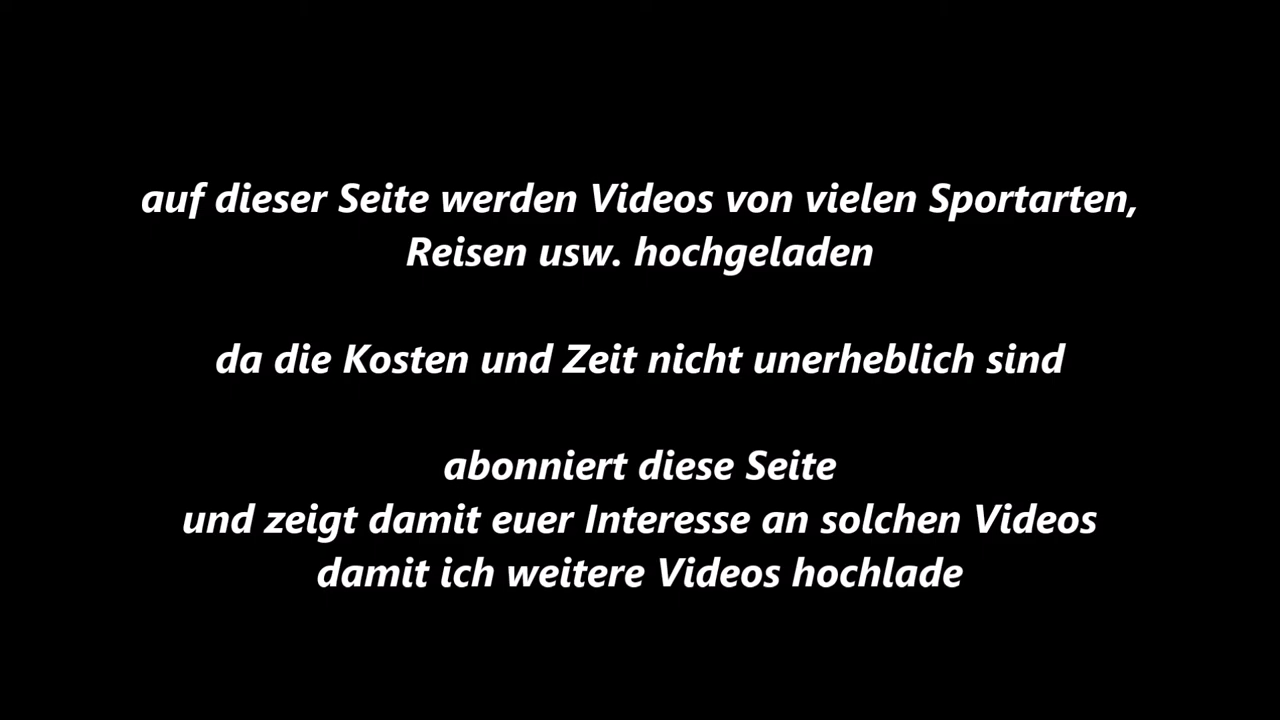 auf dieser Seite werden Videos von vielen Sportarten,
Reisen usw. hochgeladen
da die Kosten und Zeit nicht unerheblich sind
abonniert diese Seite
und zeigt damit euer Interesse an solchen Videos
damit ich weitere Videos hochlade